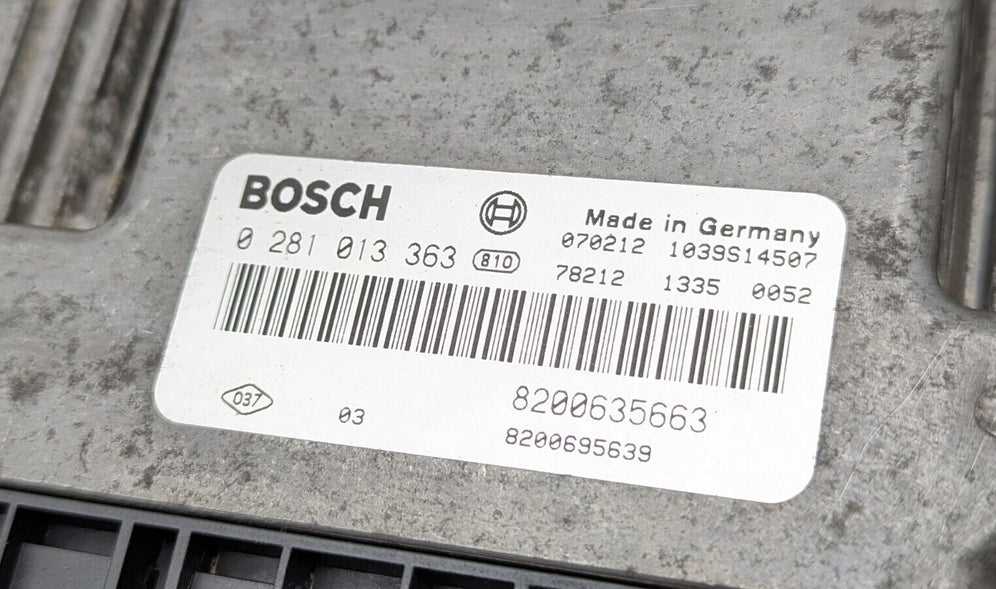 BOSCH
Made in Germany
0 281 013 363 810
070212 1039S14507
78212 1335 0052
8200635663
037 03
8200695639